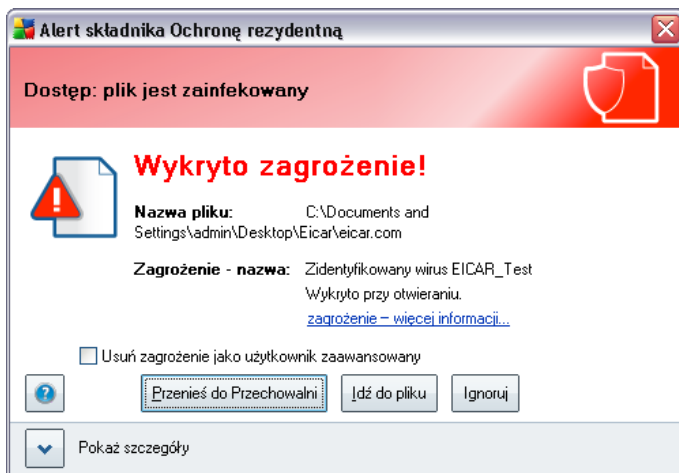 Alert składnika Ochronę rezydentną
Dostęp: plik jest zainfekowany
Wykryto zagrożenie!
Nazwa pliku: C:\Documents and
Settings\admin\Desktop\Eicar\eicar.com
Zagrożenie - nazwa: Zidentyfikowany wirus EICAR_Test
Wykryto przy otwieraniu.
zagrożenie – więcej informacji...
Usuń zagrożenie jako użytkownik zaawansowany
Przenieś do Przechowalni Idź do pliku Ignoruj
Pokaż szczegóły